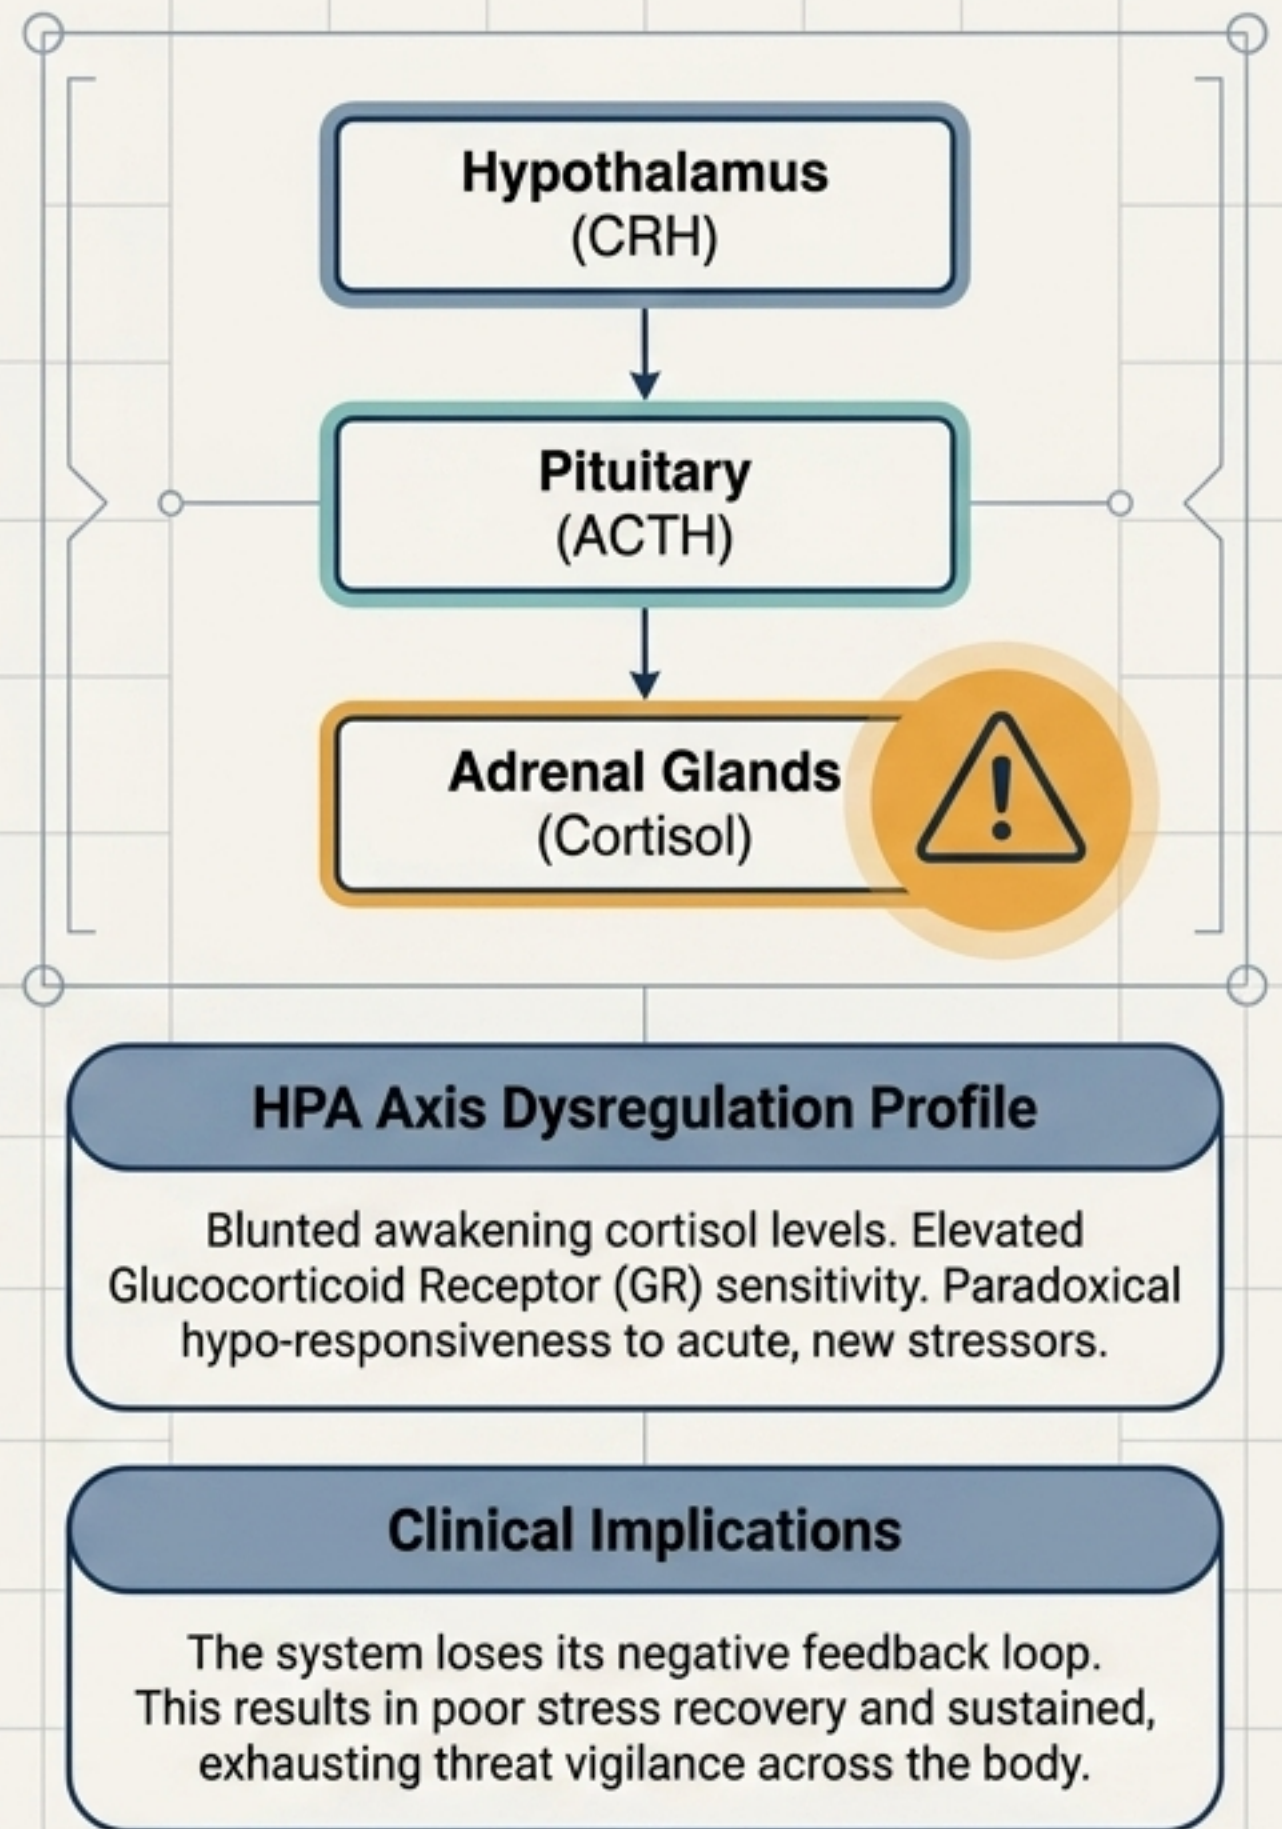 Hypothalamus
(CRH)
Pituitary
(ACTH)
Adrenal Glands
(Cortisol)
!
HPA Axis Dysregulation Profile
Blunted awakening cortisol levels. Elevated
Glucocorticoid Receptor (GR) sensitivity. Paradoxical
hypo-responsiveness to acute, new stressors.
Clinical Implications
The system loses its negative feedback loop.
This results in poor stress recovery and sustained,
exhausting threat vigilance across the body.